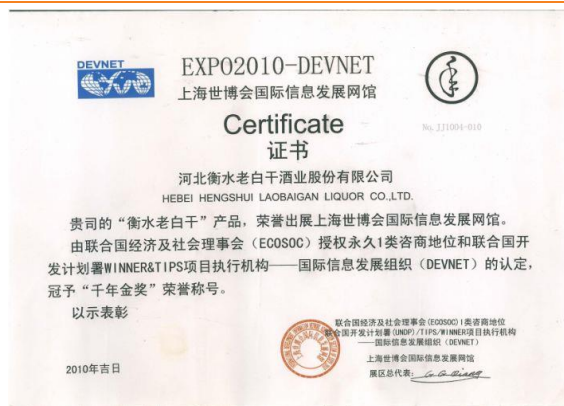 DEVNET
EXPO2010-DEVNET
上海世博会国际信息发展网馆
Certificate
No. JJ1004-010
证书
河北衡水老白干酒业股份有限公司
HEBEI HENGSHUI LAOBAIGAN LIQUOR CO.,LTD.
贵司的“衡水老白干”产品，荣誉出展上海世博会国际信息发展网馆。
由联合国经济及社会理事会（ECOSOC）授权永久1类咨商地位和联合国开
发计划署WINNER&TIPS项目执行机构——国际信息发展组织（DEVNET）的认定，
冠予“千年金奖”荣誉称号。
以示表彰
联合国经济及社会理事会(ECOSOC)I类咨商地位
联合国开发计划署(UNDP)/TIPS/WINNER项目执行机构
——国际信息发展组织（DEVNET）
上海世博会国际信息发展网馆
2010年吉日
展区总代表: